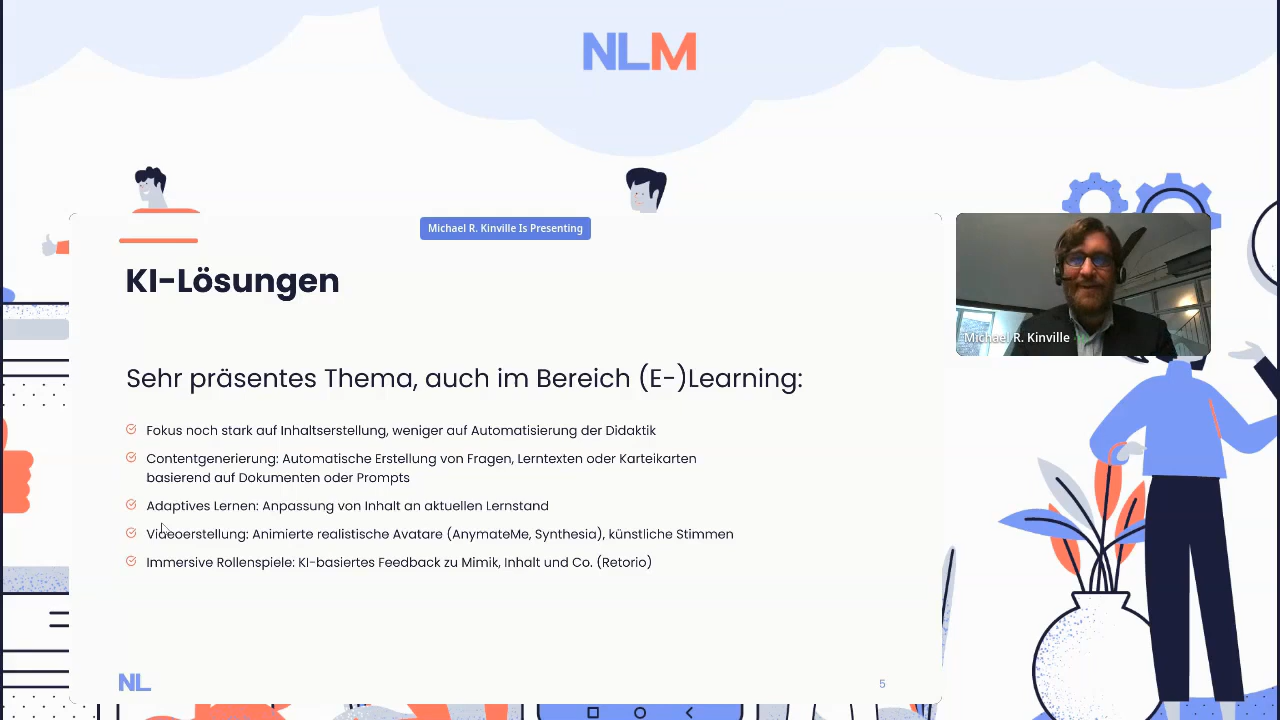 NLM
Michael R. Kinville Is Presenting
KI-Lösungen
Michael R. Kinville
Sehr präsentes Thema, auch im Bereich (E-)Learning:
Fokus noch stark auf Inhaltserstellung, weniger auf Automatisierung der Didaktik
Contentgenerierung: Automatische Erstellung von Fragen, Lerntexten oder Karteikarten
basierend auf Dokumenten oder Prompts
Adaptives Lernen: Anpassung von Inhalt an aktuellen Lernstand
Videoerstellung: Animierte realistische Avatare (AnymateMe, Synthesia), künstliche Stimmen
Immersive Rollenspiele: KI-basiertes Feedback zu Mimik, Inhalt und Co. (Retorio)
NL
5